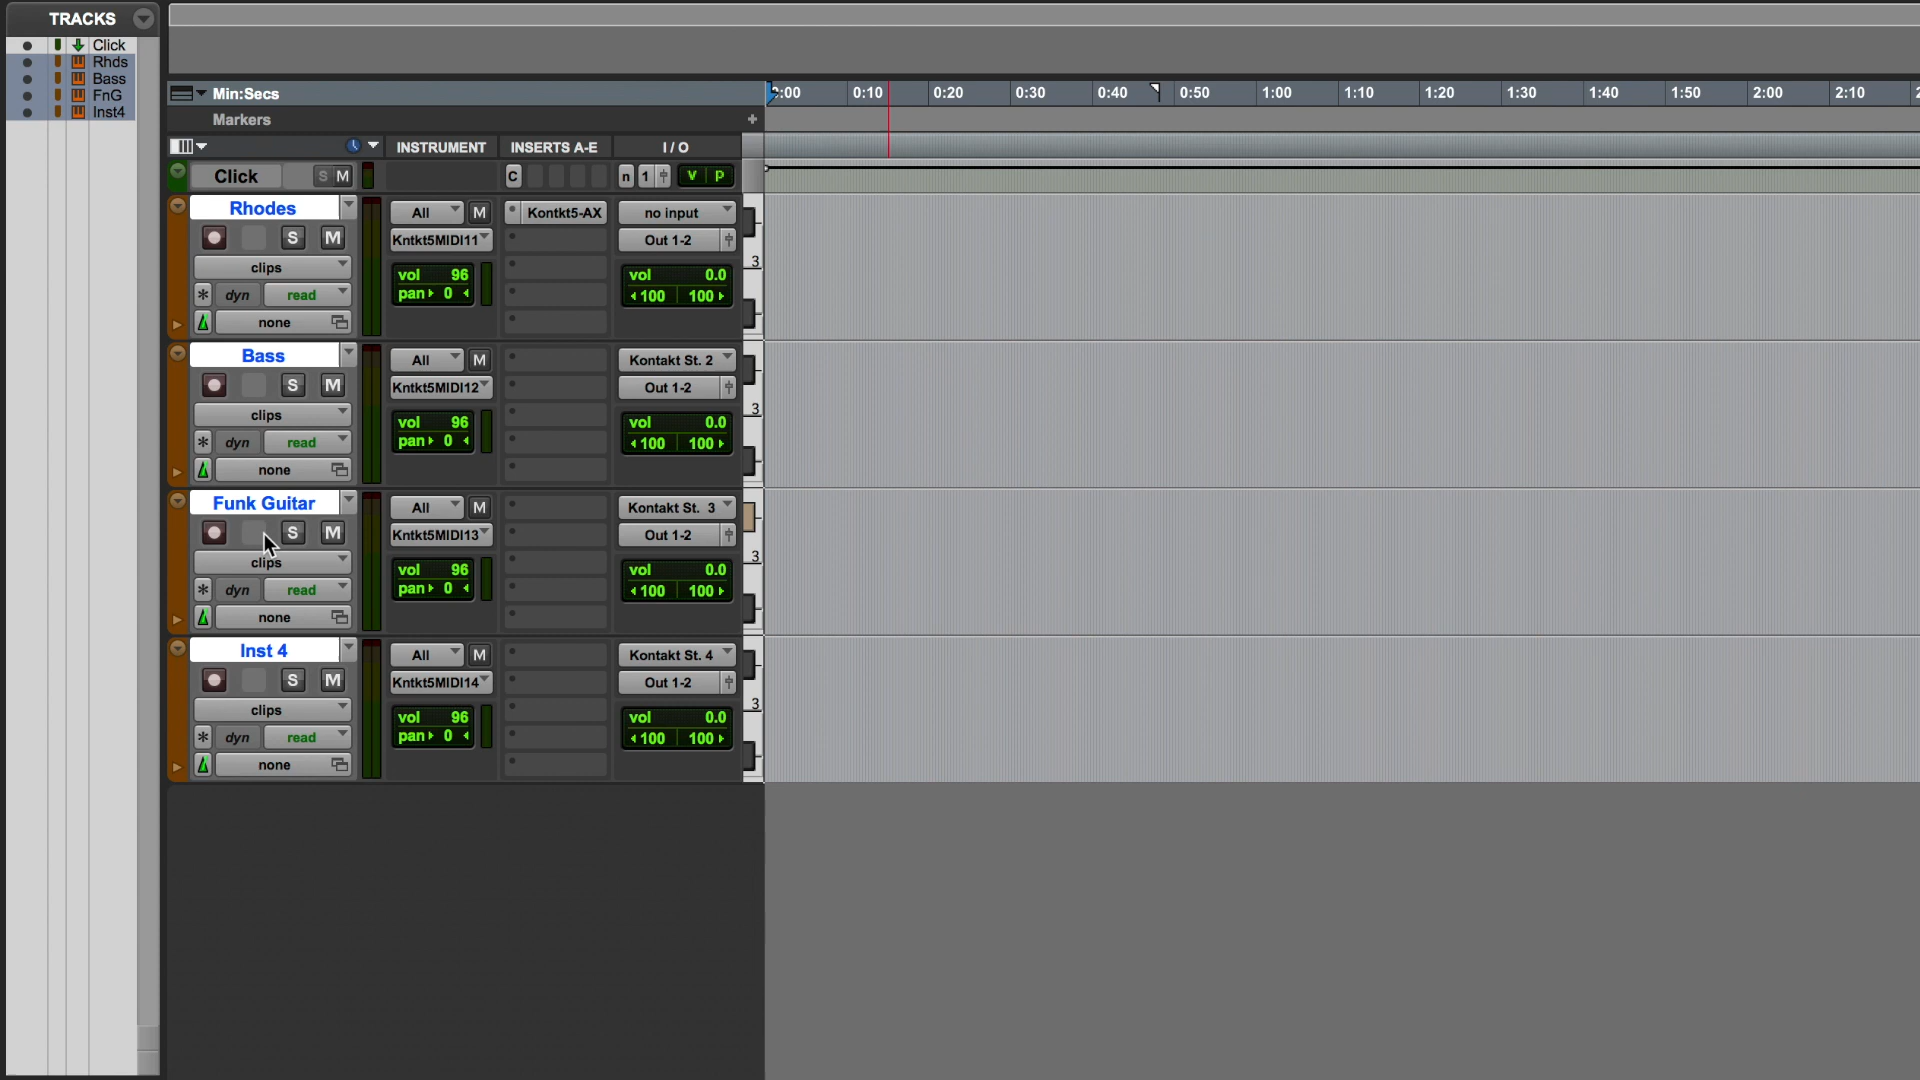 TRACKS
Click
Rhds
Bass
FnG
Inst4
Min:Secs
:00 0:10 0:20 0:30 0:40 0:50 1:00 1:10 1:20 1:30 1:40 1:50 2:00 2:10 2
Markers +
INSTRUMENT INSERTS A-E I / O
Click S M C n 1 V P
Rhodes All M Kontkt5-AX no input
S M Kntkt5MIDI11 Out 1-2
clips vol 96 vol 0.0 3
* dyn read pan 0 100 100
none
Bass All M Kontakt St. 2
S M Kntkt5MIDI12 Out 1-2
clips vol 96 vol 0.0 3
* dyn read pan 0 100 100
none
Funk Guitar All M Kontakt St. 3
S M Kntkt5MIDI13 Out 1-2
clips vol 96 vol 0.0 3
* dyn read pan 0 100 100
none
Inst 4 All M Kontakt St. 4
S M Kntkt5MIDI14 Out 1-2
clips vol 96 vol 0.0 3
* dyn read pan 0 100 100
none